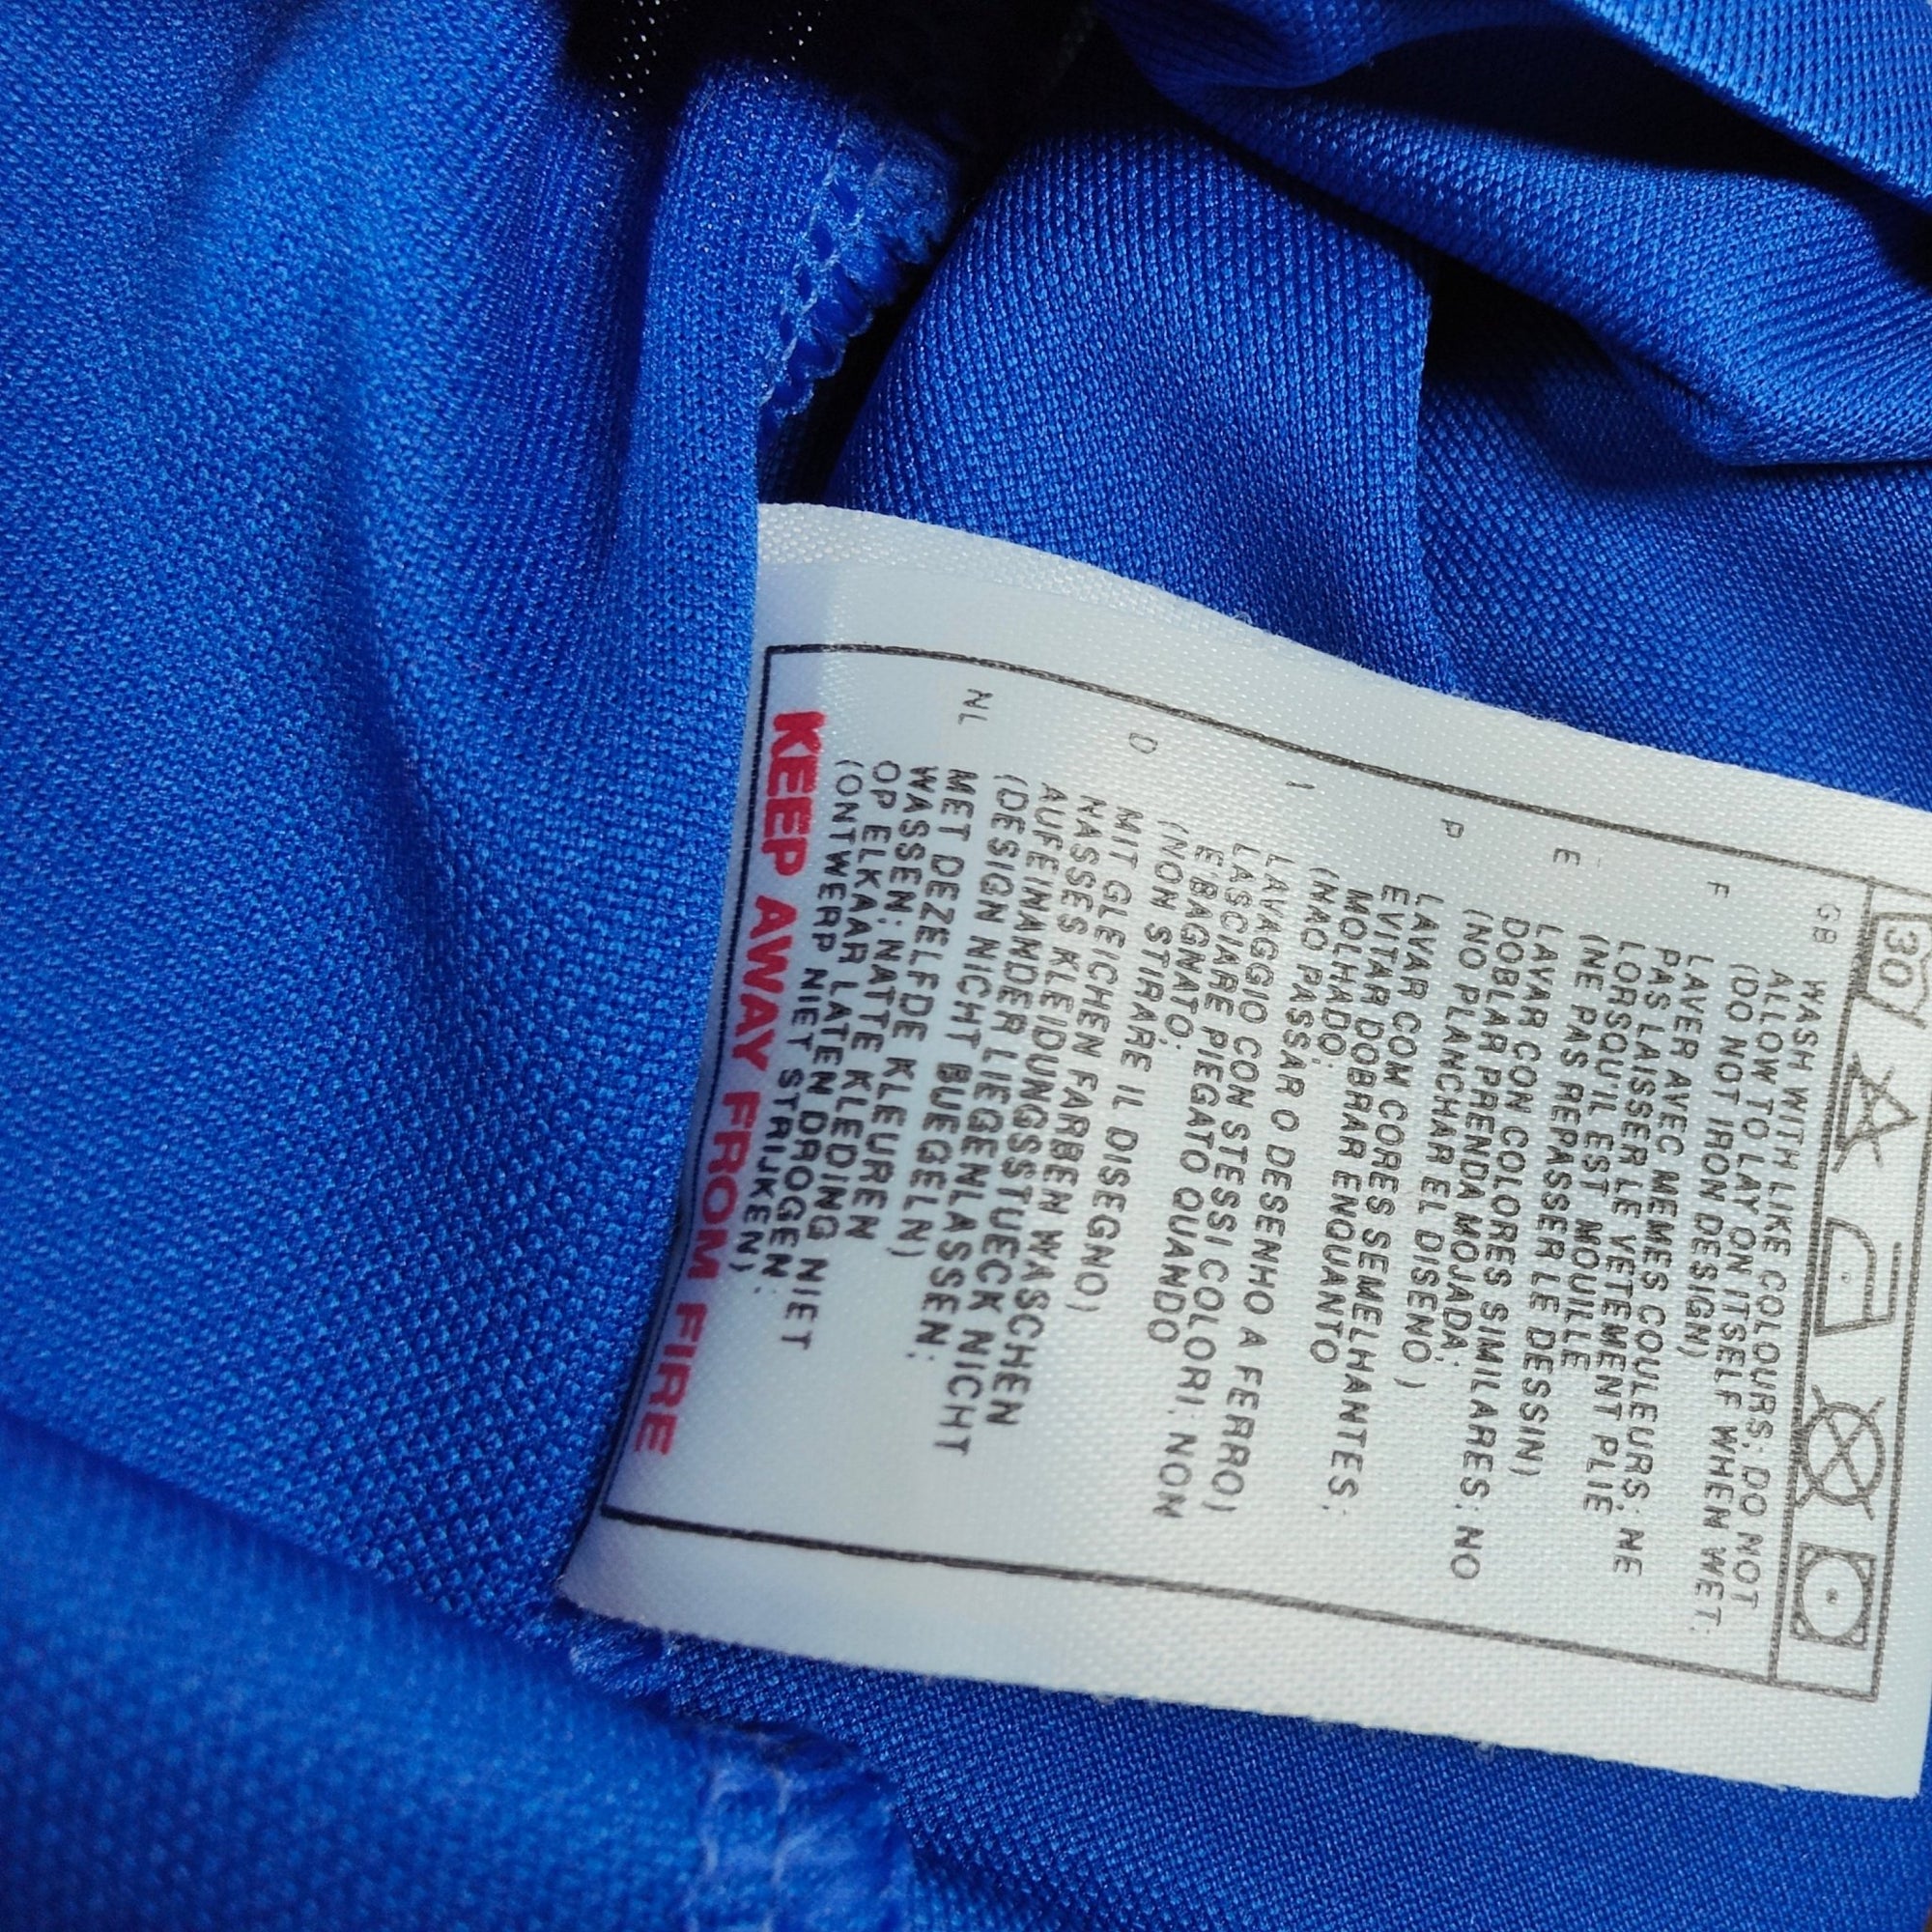 30
GB WASH WITH LIKE COLOURS; DO NOT
ALLOW TO LAY ON ITSELF WHEN WET.
(DO NOT IRON DESIGN)
F LAVER AVEC MEMES COULEURS; NE
PAS LAISSER LE VETEMENT PLIE
LORSQU'IL EST MOUILLE
(NE PAS REPASSER LE DESSIN)
E LAVAR CON COLORES SIMILARES; NO
DOBLAR PRENDA MOJADA;
(NO PLANCHAR EL DISENO )
P LAVAR COM CORES SEMELHANTES;
EVITAR DOBRAR ENQUANTO
MOLHADO;
(NAO PASSAR O DESENHO A FERRO)
I LAVAGGIO CON STESSI COLORI; NON
LASCIARE PIEGATO QUANDO
E'BAGNATO;
(NON STIRARE IL DISEGNO)
D MIT GLEICHEN FARBEN WASCHEN
NASSES KLEIDUNGSSTUECK NICHT
AUFEINANDER LIEGENLASSEN;
(DESIGN NICHT BUEGELN)
NL MET DEZELFDE KLEUREN
WASSEN; NATTE KLEDING NIET
OP ELKAAR LATEN DROGEN;
(ONTWERP NIET STRIJKEN)
KEEP AWAY FROM FIRE